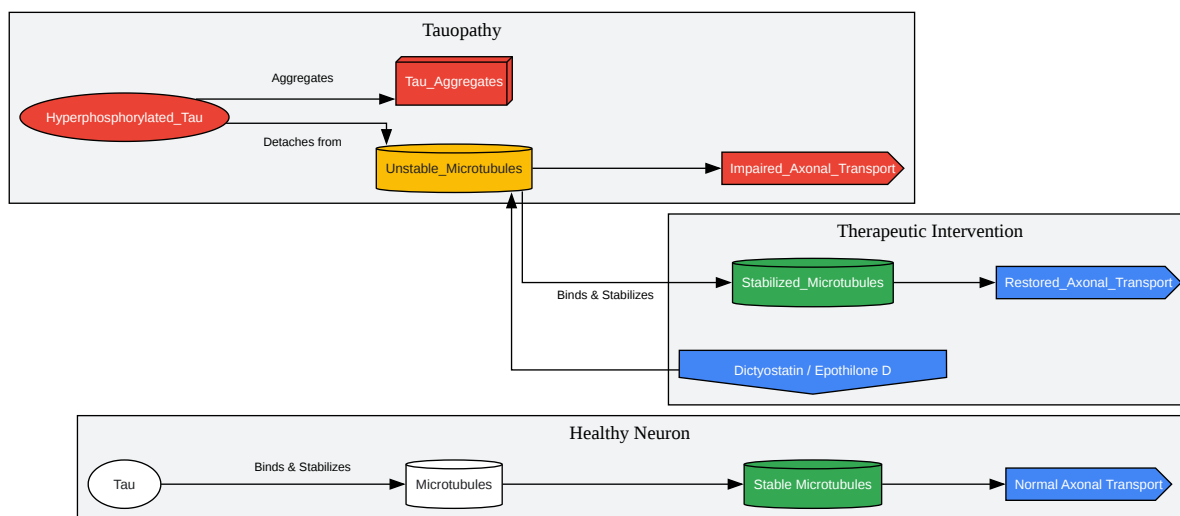 Tauopathy
Aggregates
Tau_Aggregates
Hyperphosphorylated_Tau
Detaches from
Unstable_Microtubules
Impaired_Axonal_Transport
Therapeutic Intervention
Stabilized_Microtubules
Restored_Axonal_Transport
Binds & Stabilizes
Dictyostatin / Epothilone D
Healthy Neuron
Binds & Stabilizes
Tau
Microtubules
Stable Microtubules
Normal Axonal Transport